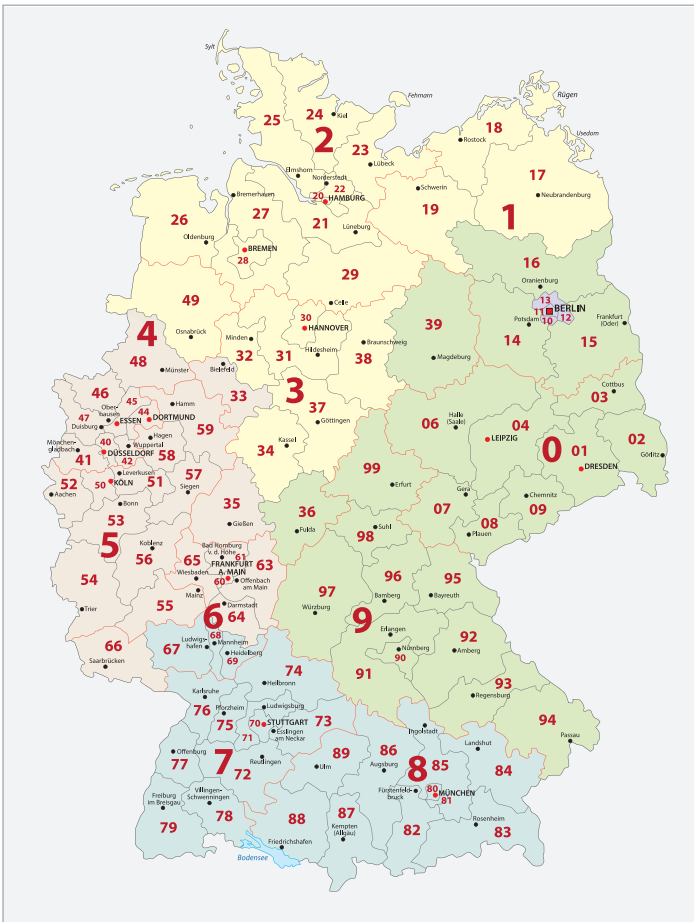 Sylt
Fehmarn
Rügen
Usedom
25
24
Kiel
2
23
Lübeck
18
Rostock
17
Neubrandenburg
Elmshorn
Norderstedt
22
20
HAMBURG
Schwerin
19
1
Bremerhaven
26
27
21
Oldenburg
Lüneburg
BREMEN
28
16
Oranienburg
29
49
Celle
13
BERLIN
11
10
12
Potsdam
Frankfurt
(Oder)
14
15
30
HANNOVER
39
4
Osnabrück
Minden
Braunschweig
48
32
31
Hildesheim
38
Magdeburg
Münster
Bielefeld
33
3
Cottbus
03
46
45
Hamm
Ober-
hausen
44
DORTMUND
47
ESSEN
Duisburg
59
37
Göttingen
06
Halle
(Saale)
04
LEIPZIG
0
02
01
Görlitz
DRESDEN
Mönchen-
gladbach
40
Hagen
DÜSSELDORF
Wuppertal
41
42
58
34
Kassel
52
Leverkusen
57
50
KÖLN
51
Siegen
Aachen
Bonn
99
Erfurt
Gera
Chemnitz
09
35
36
07
08
Plauen
53
Gießen
Fulda
Suhl
98
5
Koblenz
56
Bad Homburg
v. d. Höhe
61
65
FRANKFURT
A. MAIN
63
54
Wiesbaden
60
Offenbach
am Main
Mainz
96
95
97
Bamberg
Bayreuth
55
Darmstadt
Trier
6
64
Würzburg
9
68
Erlangen
92
66
67
Ludwigs-
hafen
Mannheim
Heidelberg
69
Nürnberg
90
Amberg
Saarbrücken
74
91
93
Heilbronn
Regensburg
Karlsruhe
76
Pforzheim
Ludwigsburg
94
75
70
STUTTGART
73
Ingolstadt
Passau
71
Esslingen
am Neckar
Landshut
Offenburg
77
7
Reutlingen
72
89
Ulm
86
Augsburg
8
85
84
Freiburg
im Breisgau
Villingen-
Schwenningen
Fürstenfeld-
bruck
80
MÜNCHEN
81
79
78
88
87
Kempten
(Allgäu)
82
Rosenheim
83
Friedrichshafen
Bodensee